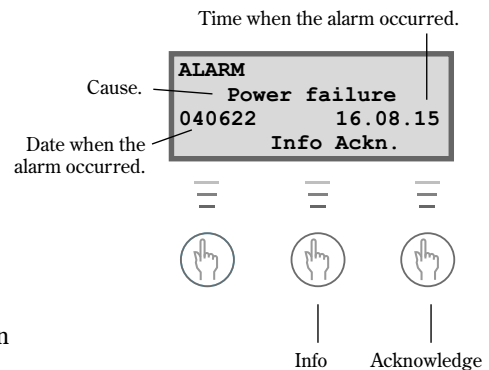 Time when the alarm occurred.
ALARM
Cause.
Power failure
040622 16.08.15
Date when the
alarm occurred.
Info Ackn.
Info Acknowledge